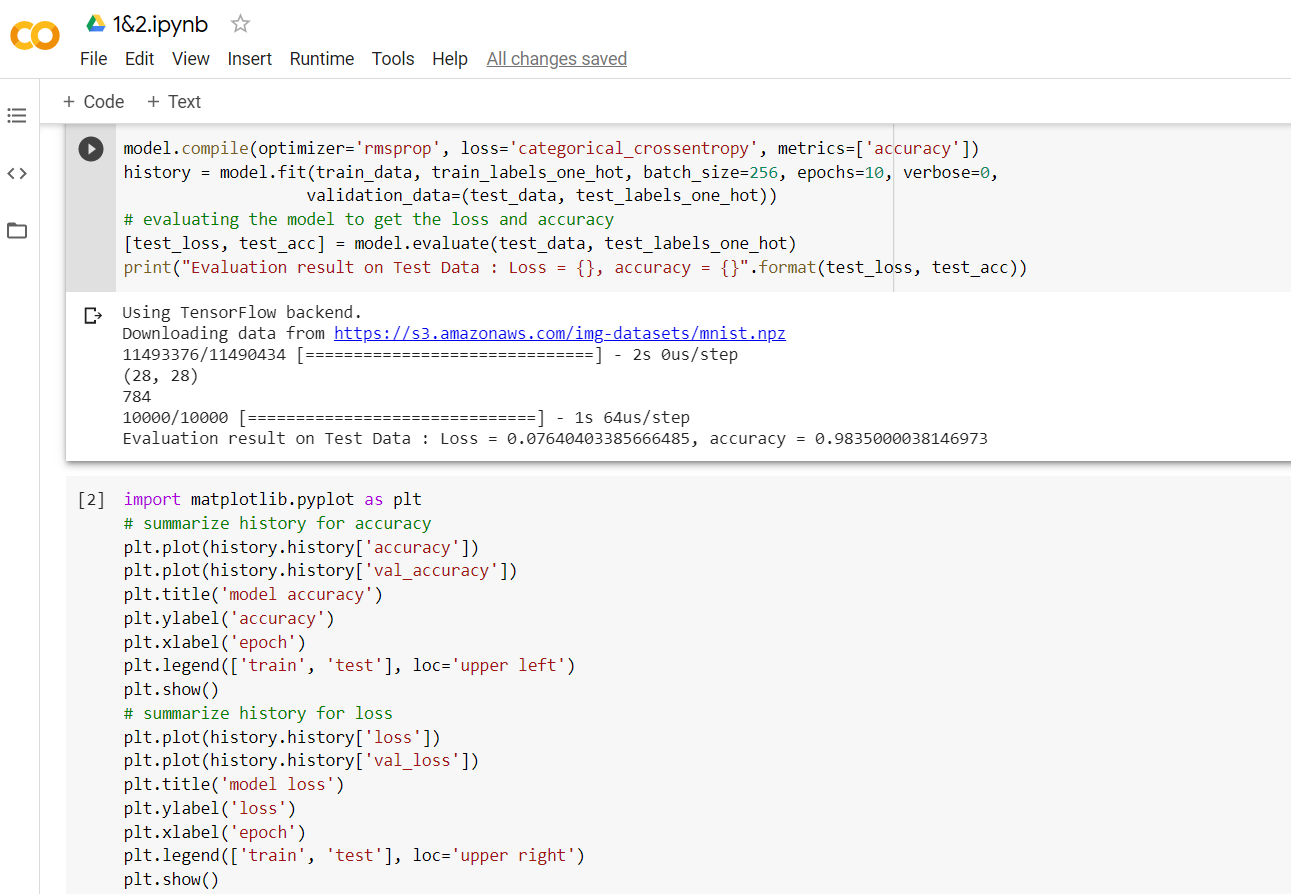 1&2.ipynb
File Edit View Insert Runtime Tools Help All changes saved
+ Code + Text
model.compile(optimizer='rmsprop', loss='categorical_crossentropy', metrics=['accuracy'])
history = model.fit(train_data, train_labels_one_hot, batch_size=256, epochs=10, verbose=0,
                   validation_data=(test_data, test_labels_one_hot))
# evaluating the model to get the loss and accuracy
[test_loss, test_acc] = model.evaluate(test_data, test_labels_one_hot)
print("Evaluation result on Test Data : Loss = {}, accuracy = {}".format(test_loss, test_acc))
Using TensorFlow backend.
Downloading data from https://s3.amazonaws.com/img-datasets/mnist.npz
11493376/11490434 [==============================] - 2s 0us/step
(28, 28)
784
10000/10000 [==============================] - 1s 64us/step
Evaluation result on Test Data : Loss = 0.07640403385666485, accuracy = 0.9835000038146973
[2] import matplotlib.pyplot as plt
# summarize history for accuracy
plt.plot(history.history['accuracy'])
plt.plot(history.history['val_accuracy'])
plt.title('model accuracy')
plt.ylabel('accuracy')
plt.xlabel('epoch')
plt.legend(['train', 'test'], loc='upper left')
plt.show()
# summarize history for loss
plt.plot(history.history['loss'])
plt.plot(history.history['val_loss'])
plt.title('model loss')
plt.ylabel('loss')
plt.xlabel('epoch')
plt.legend(['train', 'test'], loc='upper right')
plt.show()